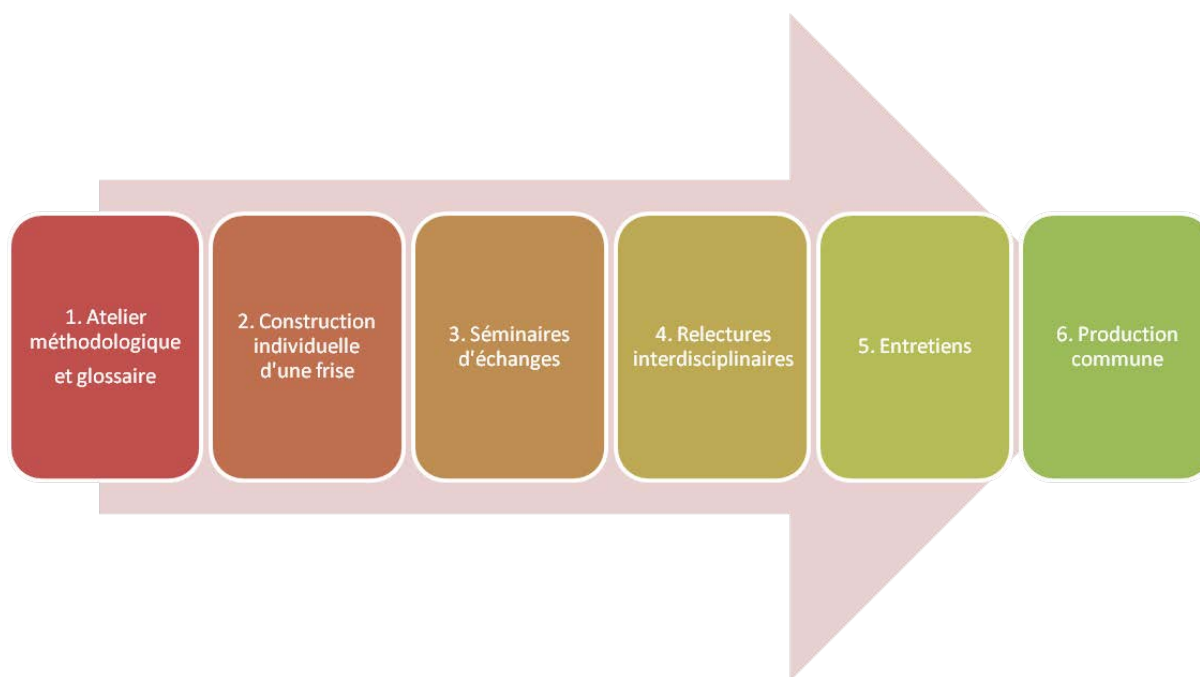 1. Atelier
méthodologique
et glossaire
2. Construction
individuelle
d'une frise
3. Séminaires
d'échanges
4. Relectures
interdisciplinaires
5. Entretiens
6. Production
commune